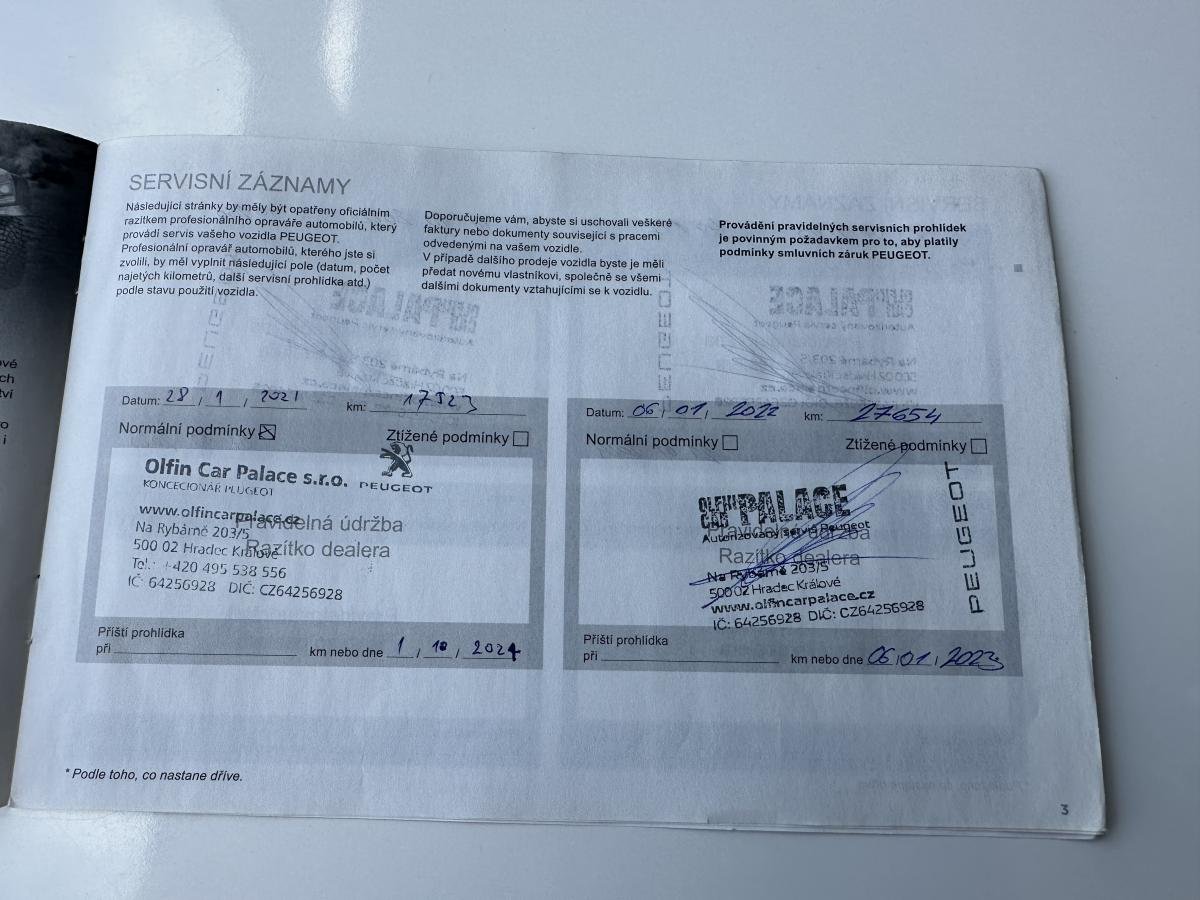 SERVISNÍ ZÁZNAMY
Následující stránky by měly být opatřeny oficiálním
razítkem profesionálního opraváře automobilů, který
provádí servis vašeho vozidla PEUGEOT.
Profesionální opravář automobilů, kterého jste si
zvolili, by měl vyplnit následující pole (datum, počet
najetých kilometrů, další servisní prohlídka atd.)
podle stavu použití vozidla.
Doporučujeme vám, abyste si uschovali veškeré
faktury nebo dokumenty související s pracemi
odvedenými na vašem vozidle.
V případě dalšího prodeje vozidla byste je měli
předat novému vlastníkovi, společně se všemi
dalšími dokumenty vztahujícími se k vozidlu.
Provádění pravidelných servisních prohlídek
je povinným požadavkem pro to, aby platily
podmínky smluvních záruk PEUGEOT.
Datum: 28 / 1 / 2021 km: 17523
Normální podmínky Ztížené podmínky
Olfin Car Palace s.r.o. PEUGEOT
KONCECIONÁŘ PEUGEOT
www.olfincarpalace.cz
Pravidelná údržba
Na Rybárně 203/5
Razítko dealera
500 02 Hradec Králové
Tel.: +420 495 538 556
IČ: 64256928 DIČ: CZ64256928
Příští prohlídka
při km nebo dne 1 / 10 / 2024
Datum: 06 / 01 / 2022 km: 27654
Normální podmínky Ztížené podmínky
OLFIN CAR PALACE
Autorizovaný servis Peugeot
Pravidelná údržba
Razítko dealera
Na Rybárně 203/5
500 02 Hradec Králové
www.olfincarpalace.cz
IČ: 64256928 DIČ: CZ64256928
PEUGEOT
Příští prohlídka
při km nebo dne 06 / 01 / 2023
* Podle toho, co nastane dříve.
3